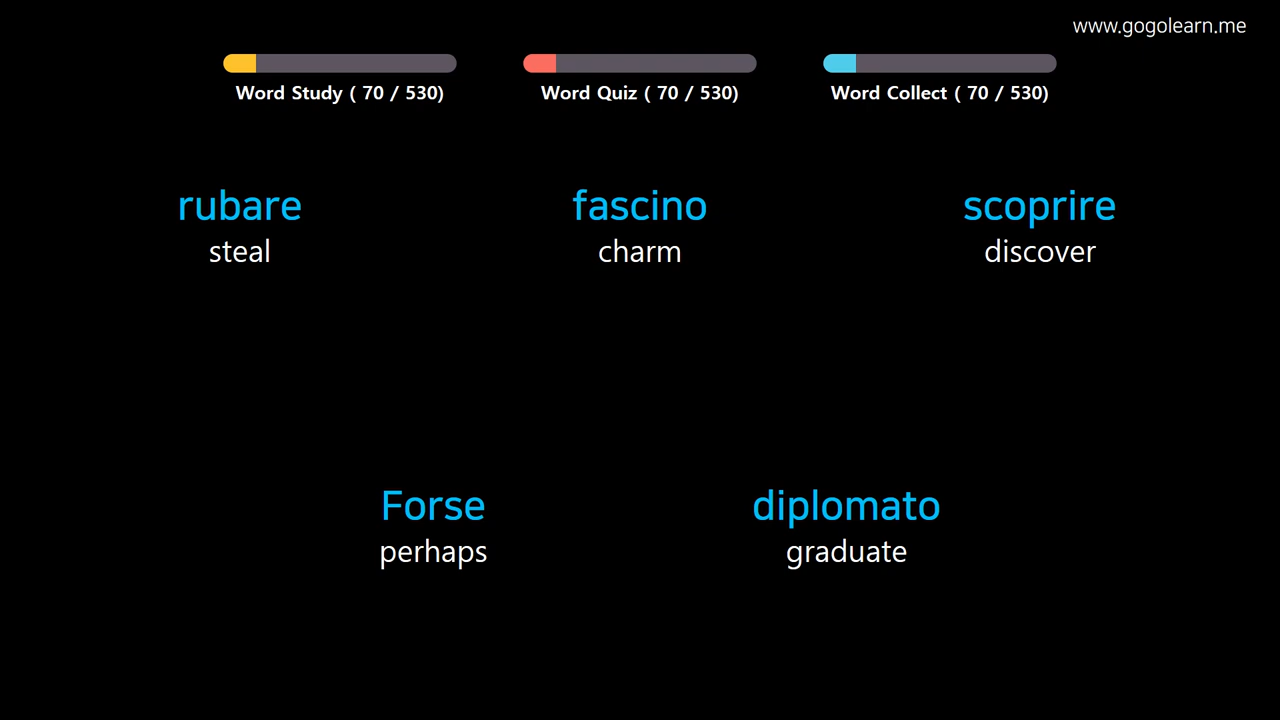 www.gogolearn.me
Word Study ( 70 / 530)
Word Quiz ( 70 / 530)
Word Collect ( 70 / 530)
rubare
steal
fascino
charm
scoprire
discover
Forse
perhaps
diplomato
graduate